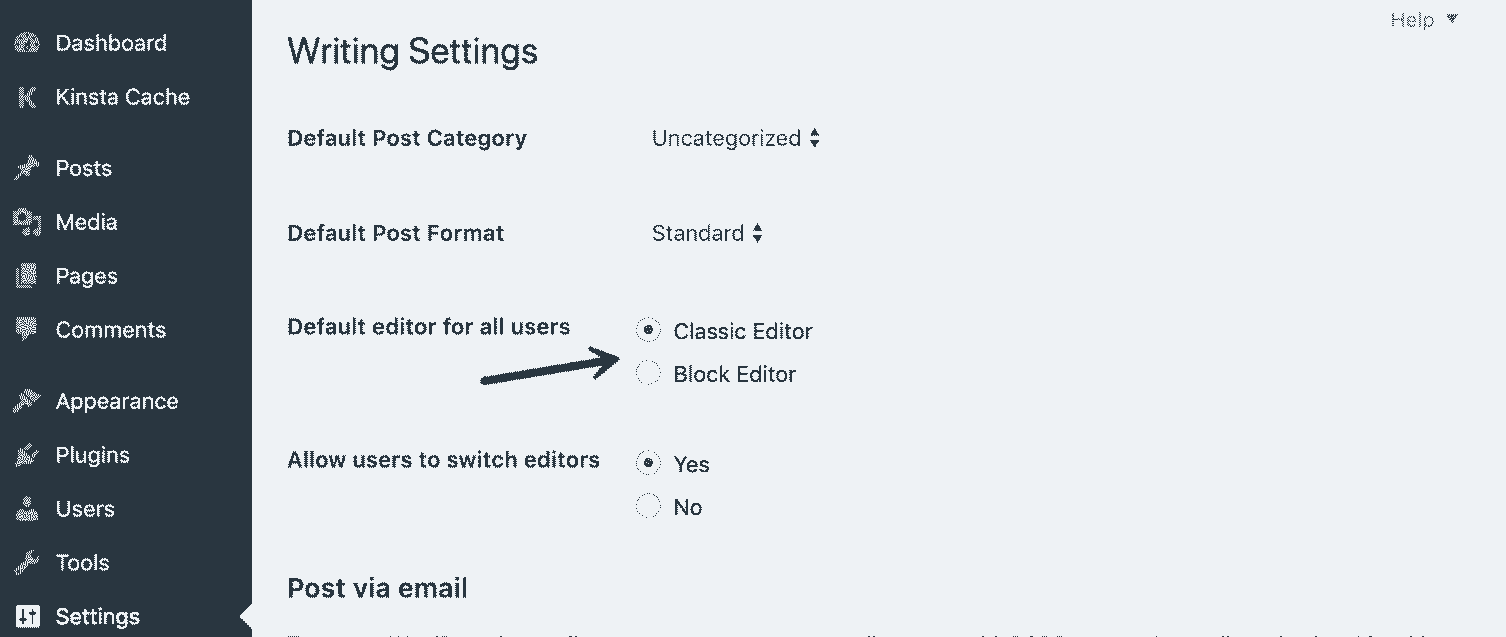 Help
Dashboard
Kinsta Cache
Posts
Media
Pages
Comments
Appearance
Plugins
Users
Tools
Settings
Writing Settings
Default Post Category Uncategorized
Default Post Format Standard
Default editor for all users Classic Editor
Block Editor
Allow users to switch editors Yes
No
Post via email